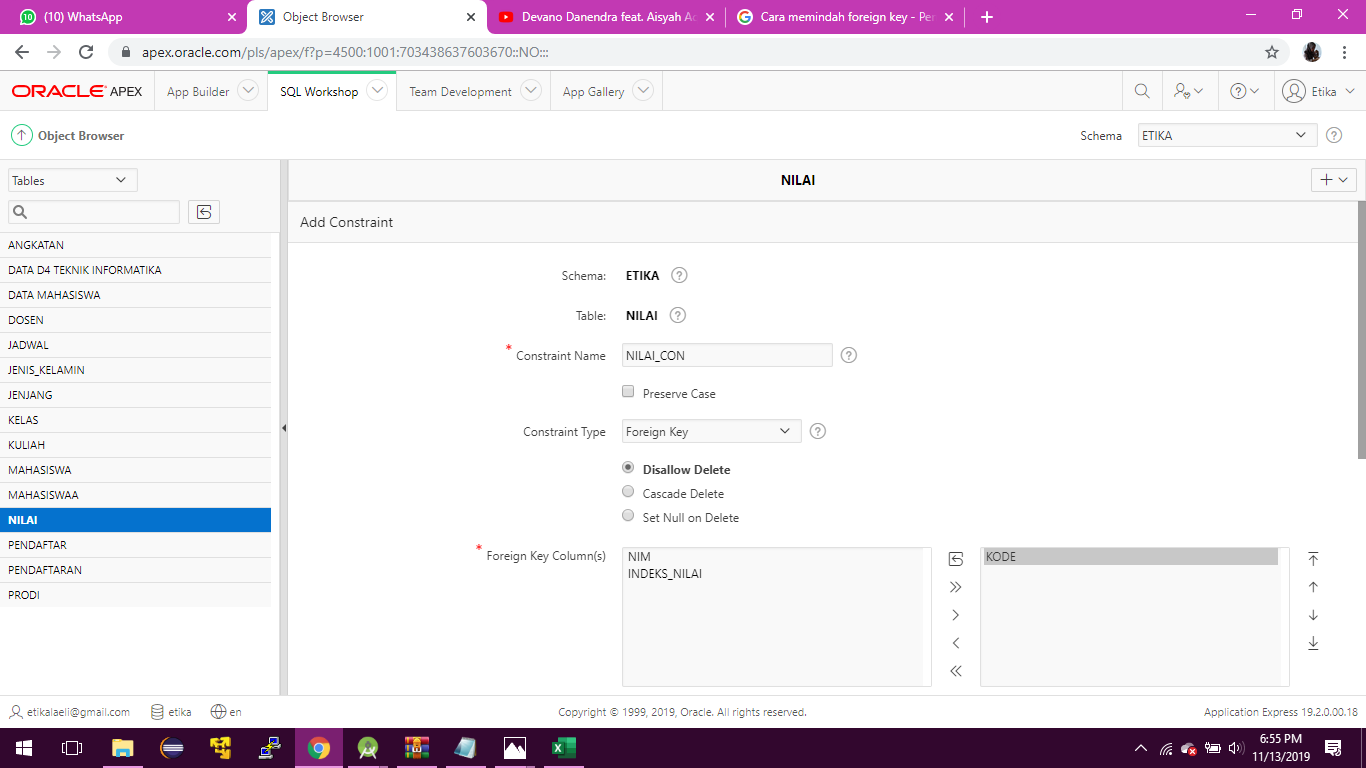 (10) WhatsApp
Object Browser
Devano Danendra feat. Aisyah Ac
Cara memindah foreign key - Pen
apex.oracle.com/pls/apex/f?p=4500:1001:703438637603670::NO:::
ORACLE APEX
App Builder
SQL Workshop
Team Development
App Gallery
Etika
Object Browser
Schema
ETIKA
Tables
NILAI
Add Constraint
ANGKATAN
DATA D4 TEKNIK INFORMATIKA
DATA MAHASISWA
DOSEN
JADWAL
JENIS_KELAMIN
JENJANG
KELAS
KULIAH
MAHASISWA
MAHASISWAA
NILAI
PENDAFTAR
PENDAFTARAN
PRODI
Schema: ETIKA
Table: NILAI
* Constraint Name NILAI_CON
Preserve Case
Constraint Type Foreign Key
Disallow Delete
Cascade Delete
Set Null on Delete
* Foreign Key Column(s)
NIM
INDEKS_NILAI
KODE
etikalaeli@gmail.com
etika
en
Copyright © 1999, 2019, Oracle. All rights reserved.
Application Express 19.2.0.00.18
6:55 PM
11/13/2019